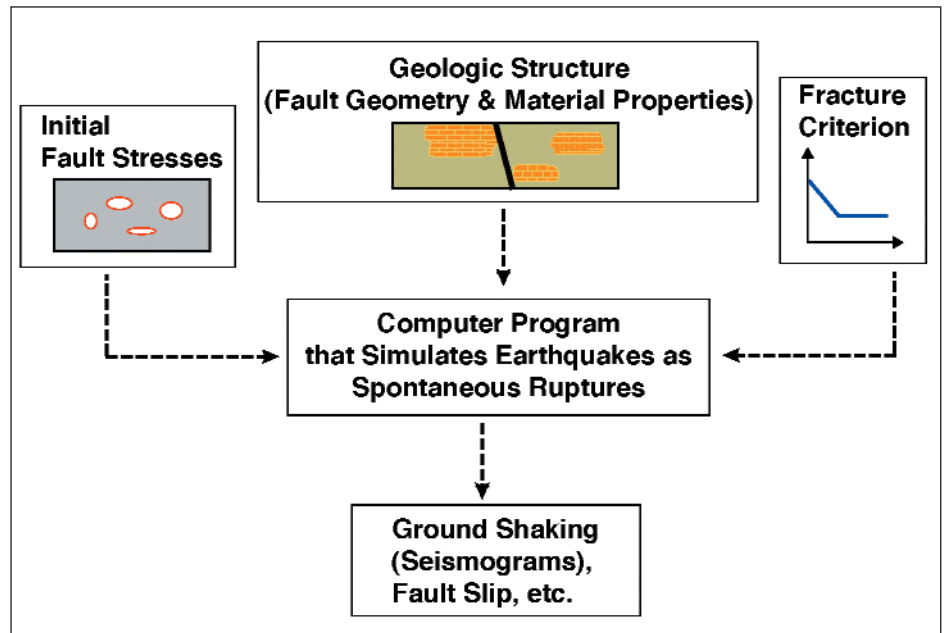 Geologic Structure
(Fault Geometry & Material Properties)
Initial
Fault Stresses
Fracture
Criterion
Computer Program
that Simulates Earthquakes as
Spontaneous Ruptures
Ground Shaking
(Seismograms),
Fault Slip, etc.